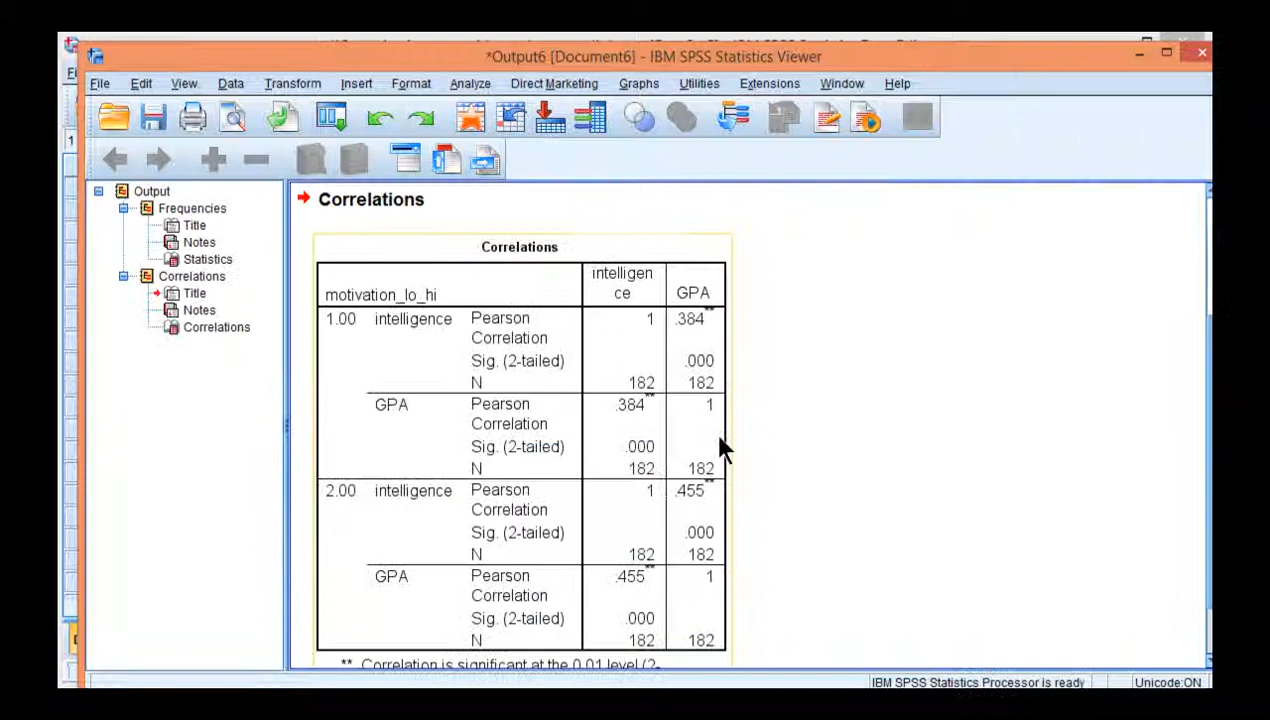 *Output6 [Document6] - IBM SPSS Statistics Viewer
File Edit View Data Transform Insert Format Analyze Direct Marketing Graphs Utilities Extensions Window Help
Output
Frequencies
Title
Notes
Statistics
Correlations
Title
Notes
Correlations
Correlations
Correlations
motivation_lo_hi intelligen
ce GPA
1.00 intelligence Pearson
Correlation 1 .384**
Sig. (2-tailed) .000
N 182 182
GPA Pearson
Correlation .384** 1
Sig. (2-tailed) .000
N 182 182
2.00 intelligence Pearson
Correlation 1 .455**
Sig. (2-tailed) .000
N 182 182
GPA Pearson
Correlation .455** 1
Sig. (2-tailed) .000
N 182 182
** Correlation is significant at the 0.01 level (2-
IBM SPSS Statistics Processor is ready Unicode:ON